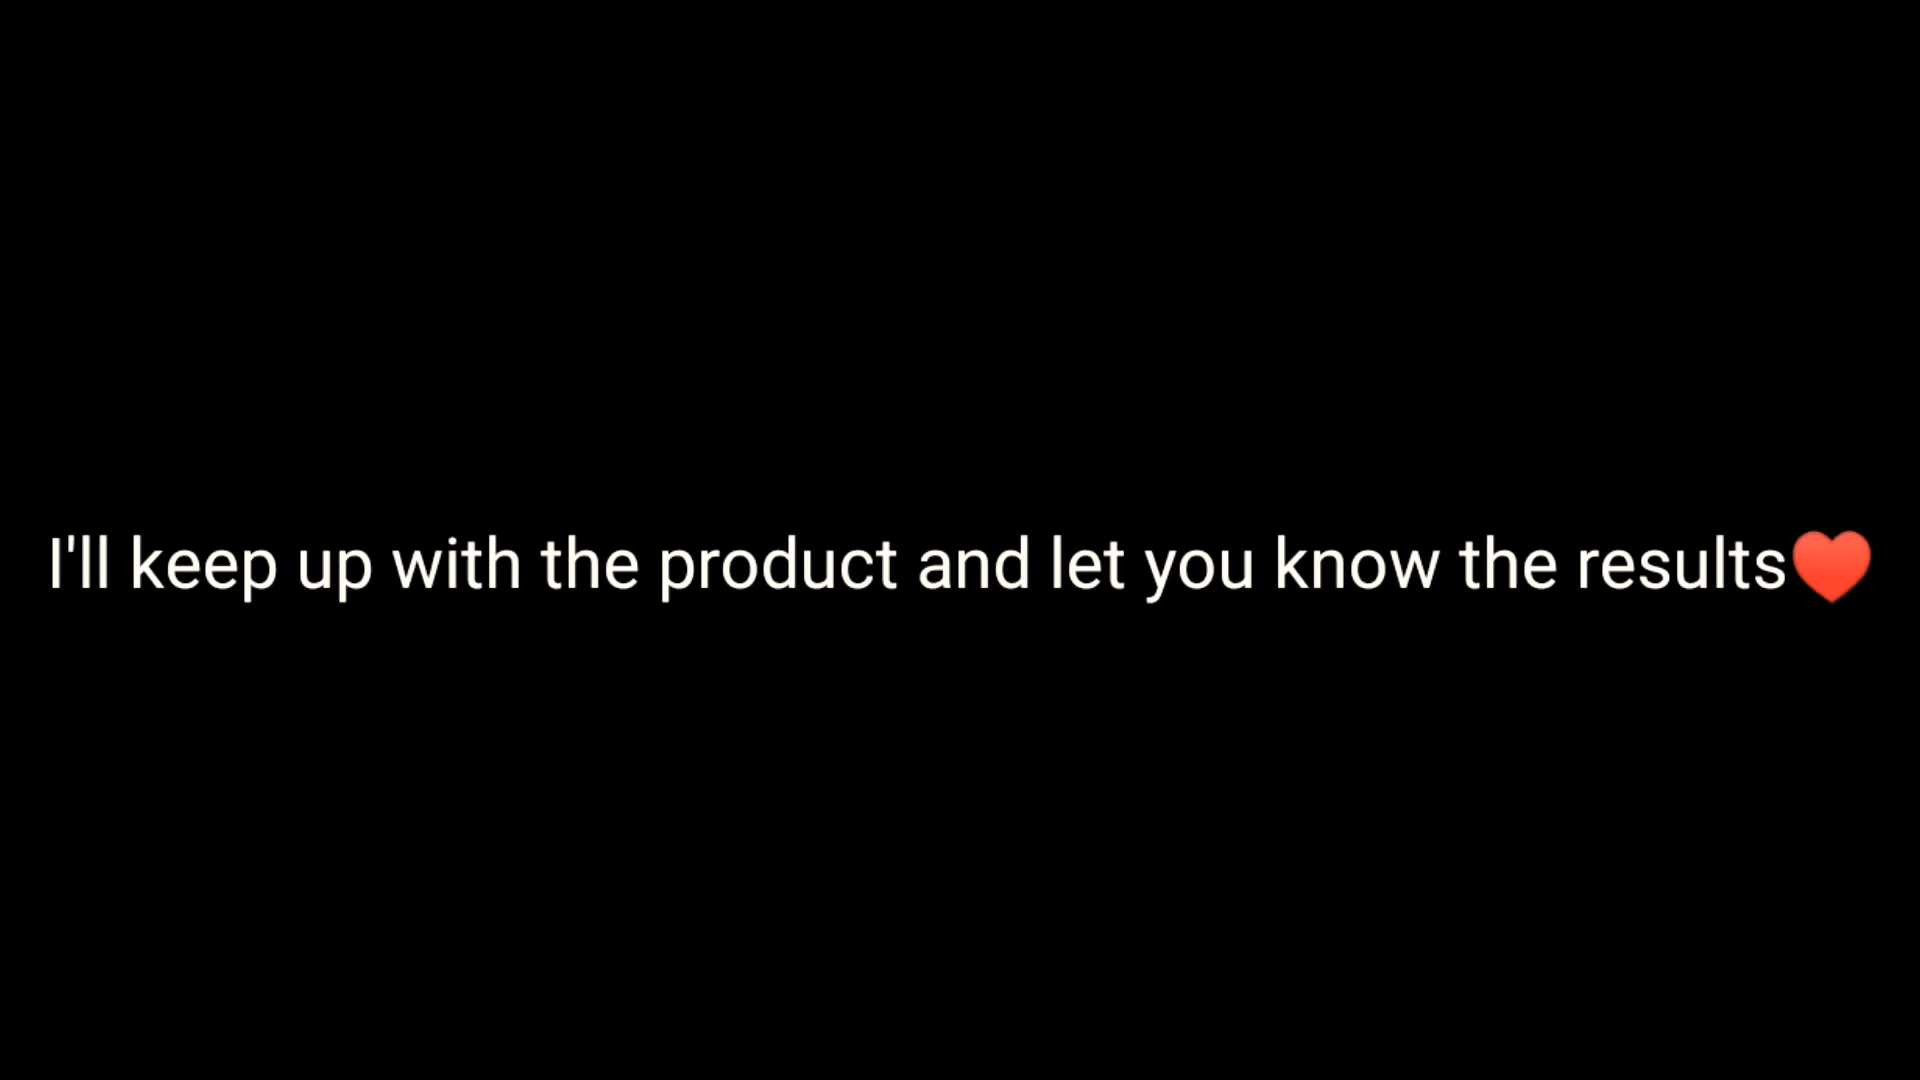 I'll keep up with the product and let you know the results❤️